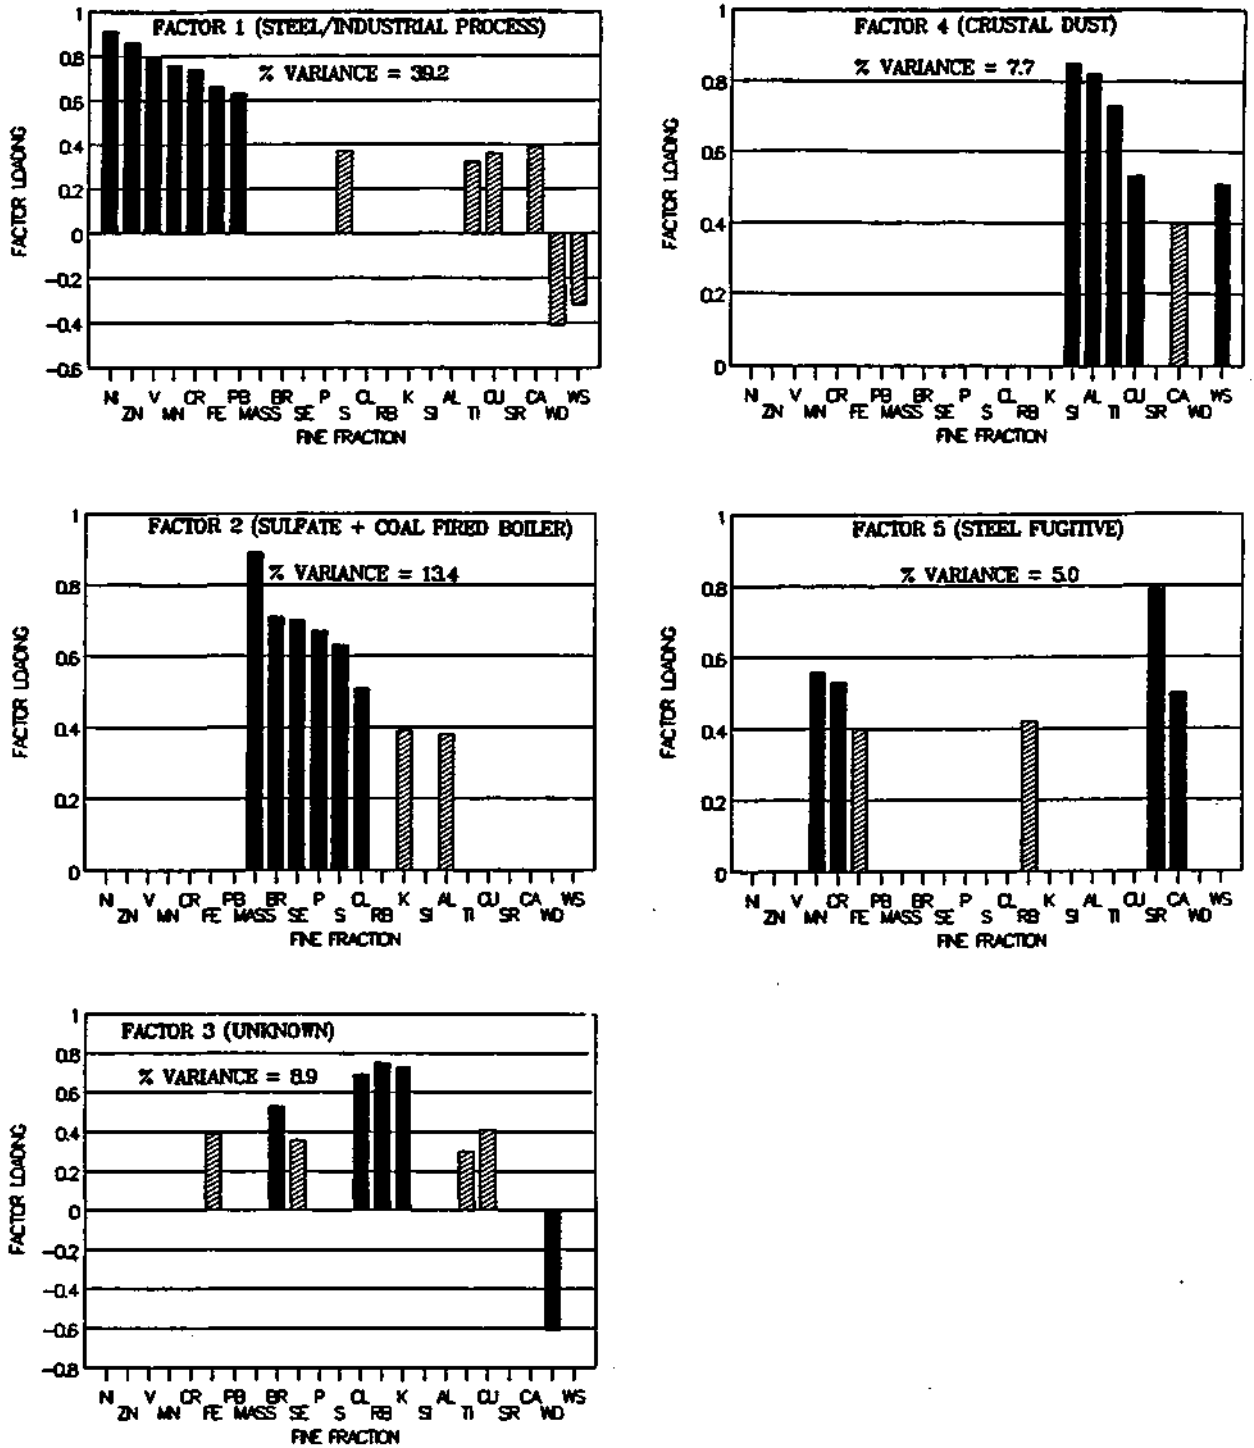 FACTOR 1 (STEEL/INDUSTRIAL PROCESS)
% VARIANCE = 39.2
1
0.8
0.6
0.4
0.2
0
-0.2
-0.4
-0.6
FACTOR LOADING
NI V CR PB BR P CL K AL CU CA WS
ZN MN FE MASS SE S RB SI TI SR WD
FINE FRACTION
FACTOR 4 (CRUSTAL DUST)
% VARIANCE = 7.7
1
0.8
0.6
0.4
0.2
0
FACTOR LOADING
NI V CR PB BR P CL K AL CU CA WS
ZN MN FE MASS SE S RB SI TI SR WD
FINE FRACTION
FACTOR 2 (SULFATE + COAL FIRED BOILER)
% VARIANCE = 13.4
1
0.8
0.6
0.4
0.2
0
FACTOR LOADING
NI V CR PB BR P CL K AL CU CA WS
ZN MN FE MASS SE S RB SI TI SR WD
FINE FRACTION
FACTOR 5 (STEEL FUGITIVE)
% VARIANCE = 5.0
1
0.8
0.6
0.4
0.2
0
FACTOR LOADING
NI V CR PB BR P CL K AL CU CA WS
ZN MN FE MASS SE S RB SI TI SR WD
FINE FRACTION
FACTOR 3 (UNKNOWN)
% VARIANCE = 8.9
1
0.8
0.6
0.4
0.2
0
-0.2
-0.4
-0.6
-0.8
FACTOR LOADING
NI V CR PB BR P CL K AL CU CA WS
ZN MN FE MASS SE S RB SI TI SR WD
FINE FRACTION